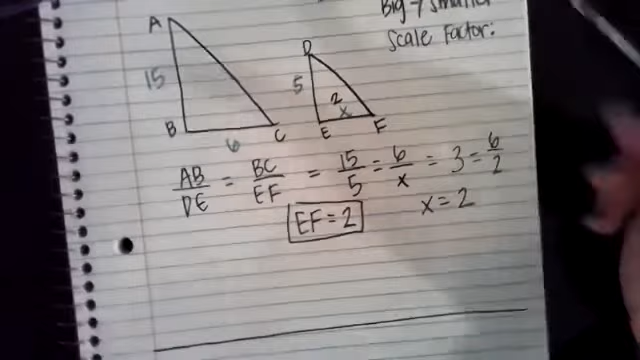 Big → smaller
Scale Factor:
A
15
B
6
C
D
5
2
x
E
F
AB/DE = BC/EF = 15/5 = 6/x = 3 = 6/2
x = 2
EF = 2